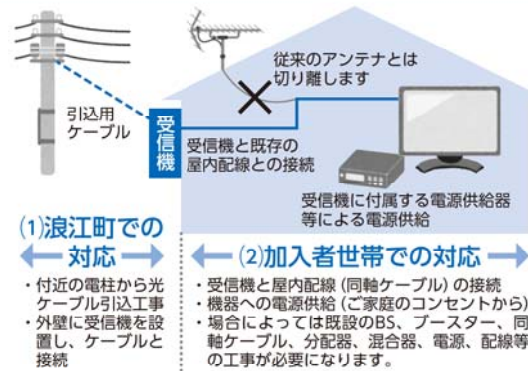 従来のアンテナとは
切り離します
引込用
ケーブル
受信機
受信機と既存の
屋内配線との接続
受信機に付属する電源供給器
等による電源供給
(1)浪江町での
対応
・付近の電柱から光
ケーブル引込工事
・外壁に受信機を設
置し、ケーブルと
接続
(2)加入者世帯での対応
・受信機と屋内配線(同軸ケーブル)の接続
・機器への電源供給(ご家庭のコンセントから)
・場合によっては既設のBS、ブースター、同
軸ケーブル、分配器、混合器、電源、配線等
の工事が必要になります。